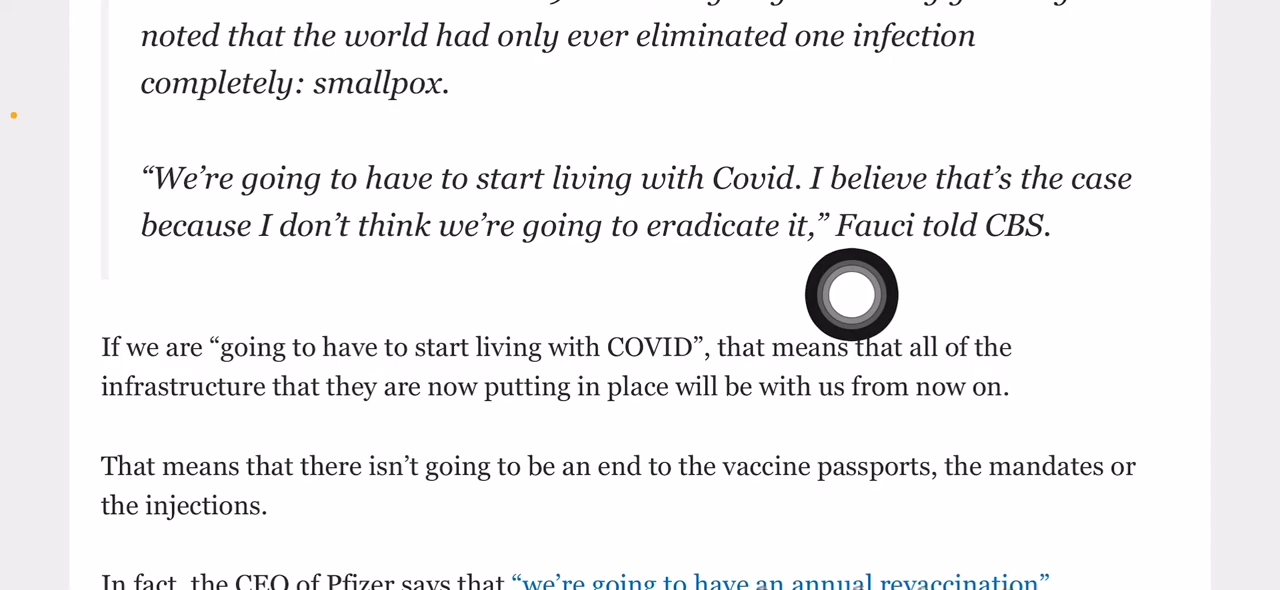 noted that the world had only ever eliminated one infection
completely: smallpox.
“We’re going to have to start living with Covid. I believe that’s the case
because I don’t think we’re going to eradicate it,” Fauci told CBS.
If we are “going to have to start living with COVID”, that means that all of the
infrastructure that they are now putting in place will be with us from now on.
That means that there isn’t going to be an end to the vaccine passports, the mandates or
the injections.
In fact, the CEO of Pfizer says that “we’re going to have an annual revaccination”